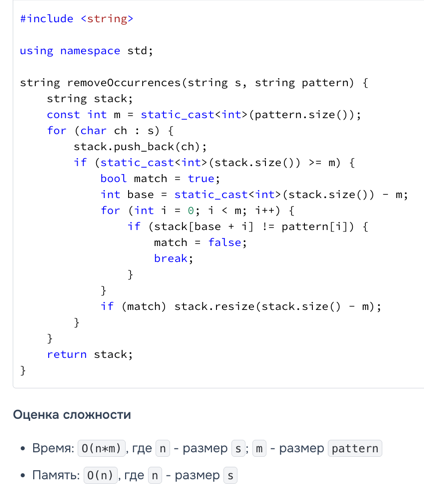 #include <string>
using namespace std;
string removeOccurrences(string s, string pattern) {
    string stack;
    const int m = static_cast<int>(pattern.size());
    for (char ch : s) {
        stack.push_back(ch);
        if (static_cast<int>(stack.size()) >= m) {
            bool match = true;
            int base = static_cast<int>(stack.size()) - m;
            for (int i = 0; i < m; i++) {
                if (stack[base + i] != pattern[i]) {
                    match = false;
                    break;
                }
            }
            if (match) stack.resize(stack.size() - m);
        }
    }
    return stack;
}
Оценка сложности
• Время: O(n*m), где n - размер s; m - размер pattern
• Память: O(n), где n - размер s